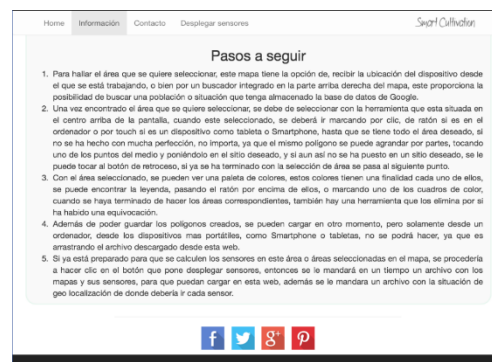 Home Información Contacto Desplegar sensores Smart Cultivation
Pasos a seguir
1. Para hallar el área que se quiere seleccionar, este mapa tiene la opción de, recibir la ubicación del dispositivo desde
el que se está trabajando, o bien por un buscador integrado en la parte arriba derecha del mapa, este proporciona la
posibilidad de buscar una población o situación que tenga almacenado la base de datos de Google.
2. Una vez encontrado el área que se quiere seleccionar, se debe de seleccionar con la herramienta que esta situada en
el centro arriba de la pantalla, cuando este seleccionado, se deberá ir marcando por clic, de ratón si es en el
ordenador o por touch si es un dispositivo como tableta o Smartphone, hasta que se tiene todo el área deseado, si
no se ha hecho con mucha perfección, no importa, ya que el mismo polígono se puede agrandar por partes, tocando
uno de los puntos del medio y poniéndolo en el sitio deseado, y si aun así no se ha puesto en un sitio deseado, se le
puede tocar al botón de retroceso, si ya se ha terminado con la selección de área se pasa al siguiente punto.
3. Con el área seleccionado, se pueden ver una paleta de colores, estos colores tienen una finalidad cada uno de ellos,
se puede encontrar la leyenda, pasando el ratón por encima de ellos, o marcando uno de los cuadros de color,
cuando se haya terminado de hacer los áreas correspondientes, también hay una herramienta que los elimina por si
ha habido una equivocación.
4. Además de poder guardar los polígonos creados, se pueden cargar en otro momento, pero solamente desde un
ordenador, desde los dispositivos mas portátiles, como Smartphone o tabletas, no se podrá hacer, ya que es
arrastrando el archivo descargado desde esta web.
5. Si ya está preparado para que se calculen los sensores en este área o áreas seleccionadas en el mapa, se procedería
a hacer clic en el botón que pone desplegar sensores, entonces se le mandará en un tiempo un archivo con los
mapas y sus sensores, para que puedan cargar en esta web, además se le mandara un archivo con la situación de
geo localización de donde debería ir cada sensor.